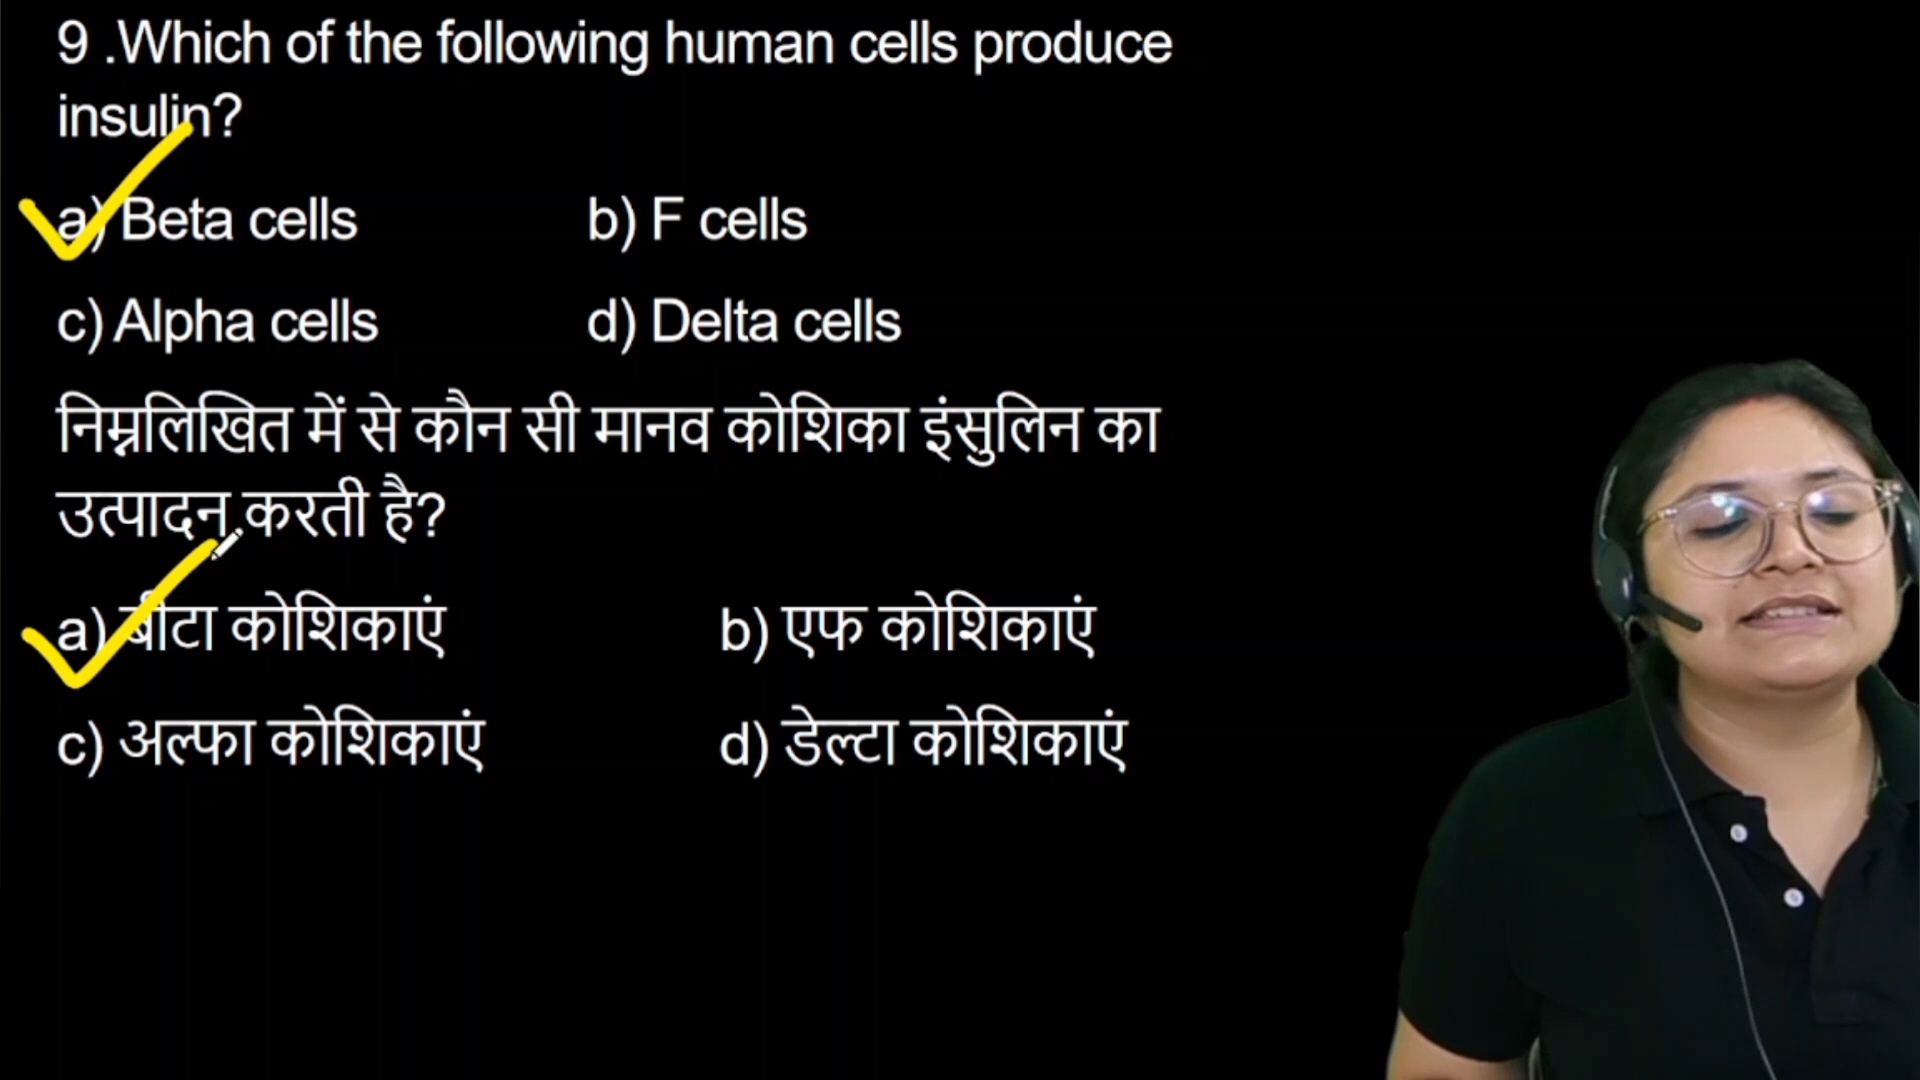 9 .Which of the following human cells produce
insulin?
a) Beta cells b) F cells
c) Alpha cells d) Delta cells
निम्नलिखित में से कौन सी मानव कोशिका इंसुलिन का
उत्पादन करती है?
a) बीटा कोशिकाएं b) एफ कोशिकाएं
c) अल्फा कोशिकाएं d) डेल्टा कोशिकाएं